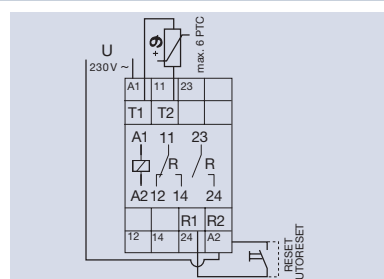 +ϑ
max. 6 PTC
U
230V ~
A1 11 23
T1 T2
A1 11 23
R R
A2 12 14 24
R1 R2
12 14 24 A2
RESET
UTORESET